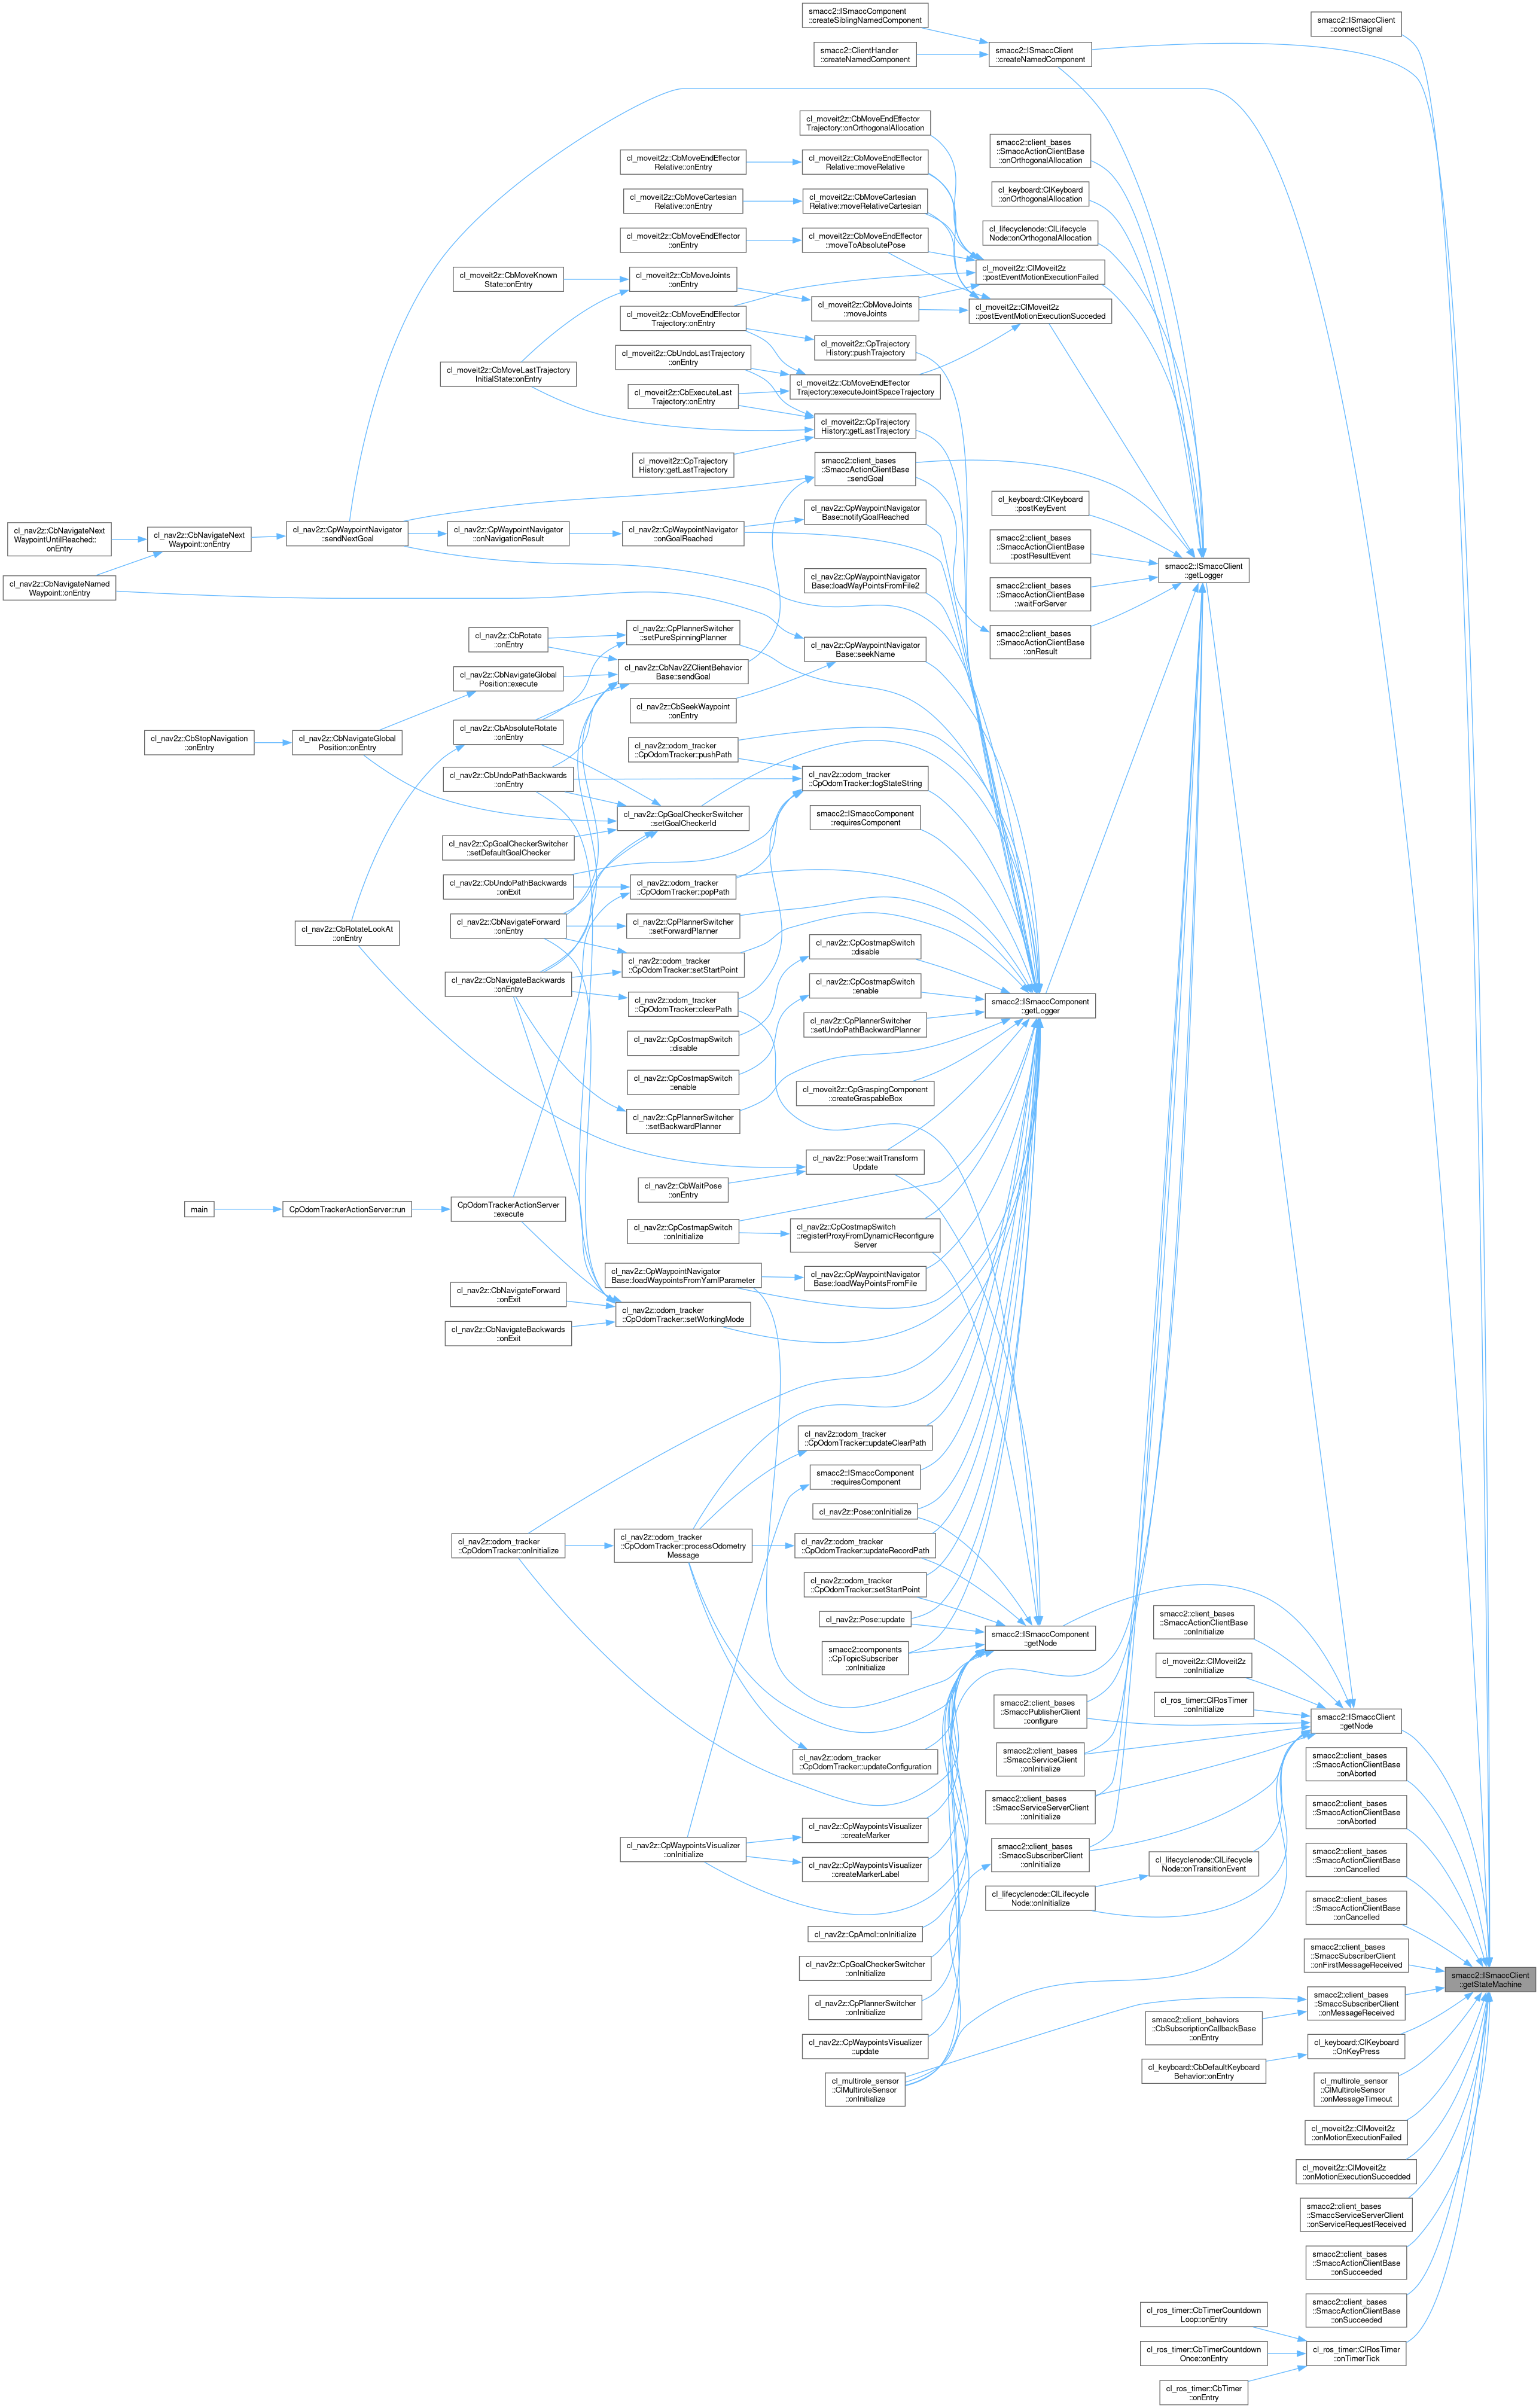 smacc2::ISmaccComponent
::createSiblingNamedComponent
smacc2::ISmaccClient
::connectSignal
smacc2::ClientHandler
::createNamedComponent
smacc2::ISmaccClient
::createNamedComponent
cl_moveit2z::CbMoveEndEffector
Trajectory::onOrthogonalAllocation
smacc2::client_bases
::SmaccActionClientBase
::onOrthogonalAllocation
cl_moveit2z::CbMoveEndEffector
Relative::onEntry
cl_moveit2z::CbMoveEndEffector
Relative::moveRelative
cl_keyboard::ClKeyboard
::onOrthogonalAllocation
cl_moveit2z::CbMoveCartesian
Relative::onEntry
cl_moveit2z::CbMoveCartesian
Relative::moveRelativeCartesian
cl_lifecyclenode::ClLifecycle
Node::onOrthogonalAllocation
cl_moveit2z::CbMoveEndEffector
::onEntry
cl_moveit2z::CbMoveEndEffector
::moveToAbsolutePose
cl_moveit2z::ClMoveit2z
::postEventMotionExecutionFailed
cl_moveit2z::CbMoveKnown
State::onEntry
cl_moveit2z::CbMoveJoints
::onEntry
cl_moveit2z::CbMoveJoints
::moveJoints
cl_moveit2z::ClMoveit2z
::postEventMotionExecutionSucceded
cl_moveit2z::CbMoveEndEffector
Trajectory::onEntry
cl_moveit2z::CpTrajectory
History::pushTrajectory
cl_moveit2z::CbUndoLastTrajectory
::onEntry
cl_moveit2z::CbMoveLastTrajectory
InitialState::onEntry
cl_moveit2z::CbMoveEndEffector
Trajectory::executeJointSpaceTrajectory
cl_moveit2z::CbExecuteLast
Trajectory::onEntry
cl_moveit2z::CpTrajectory
History::getLastTrajectory
cl_moveit2z::CpTrajectory
History::getLastTrajectory
smacc2::client_bases
::SmaccActionClientBase
::sendGoal
cl_keyboard::ClKeyboard
::postKeyEvent
cl_nav2z::CpWaypointNavigator
Base::notifyGoalReached
cl_nav2z::CbNavigateNext
WaypointUntilReached::
onEntry
cl_nav2z::CbNavigateNext
Waypoint::onEntry
cl_nav2z::CpWaypointNavigator
::sendNextGoal
cl_nav2z::CpWaypointNavigator
::onNavigationResult
cl_nav2z::CpWaypointNavigator
::onGoalReached
smacc2::client_bases
::SmaccActionClientBase
::postResultEvent
smacc2::ISmaccClient
::getLogger
cl_nav2z::CbNavigateNamed
Waypoint::onEntry
cl_nav2z::CpWaypointNavigator
Base::loadWayPointsFromFile2
smacc2::client_bases
::SmaccActionClientBase
::waitForServer
smacc2::client_bases
::SmaccActionClientBase
::onResult
cl_nav2z::CbRotate
::onEntry
cl_nav2z::CpPlannerSwitcher
::setPureSpinningPlanner
cl_nav2z::CpWaypointNavigator
Base::seekName
cl_nav2z::CbNavigateGlobal
Position::execute
cl_nav2z::CbNav2ZClientBehavior
Base::sendGoal
cl_nav2z::CbSeekWaypoint
::onEntry
cl_nav2z::CbStopNavigation
::onEntry
cl_nav2z::CbNavigateGlobal
Position::onEntry
cl_nav2z::CbAbsoluteRotate
::onEntry
cl_nav2z::odom_tracker
::CpOdomTracker::pushPath
cl_nav2z::CbUndoPathBackwards
::onEntry
cl_nav2z::odom_tracker
::CpOdomTracker::logStateString
cl_nav2z::CpGoalCheckerSwitcher
::setGoalCheckerId
smacc2::ISmaccComponent
::requiresComponent
cl_nav2z::CpGoalCheckerSwitcher
::setDefaultGoalChecker
cl_nav2z::CbUndoPathBackwards
::onExit
cl_nav2z::odom_tracker
::CpOdomTracker::popPath
cl_nav2z::CbRotateLookAt
::onEntry
cl_nav2z::CbNavigateForward
::onEntry
cl_nav2z::CpPlannerSwitcher
::setForwardPlanner
cl_nav2z::CpCostmapSwitch
::disable
cl_nav2z::odom_tracker
::CpOdomTracker::setStartPoint
cl_nav2z::CbNavigateBackwards
::onEntry
cl_nav2z::CpCostmapSwitch
::enable
cl_nav2z::odom_tracker
::CpOdomTracker::clearPath
smacc2::ISmaccComponent
::getLogger
cl_nav2z::CpPlannerSwitcher
::setUndoPathBackwardPlanner
cl_nav2z::CpCostmapSwitch
::disable
cl_nav2z::CpCostmapSwitch
::enable
cl_moveit2z::CpGraspingComponent
::createGraspableBox
cl_nav2z::CpPlannerSwitcher
::setBackwardPlanner
cl_nav2z::Pose::waitTransform
Update
cl_nav2z::CbWaitPose
::onEntry
main
CpOdomTrackerActionServer::run
CpOdomTrackerActionServer
::execute
cl_nav2z::CpCostmapSwitch
::onInitialize
cl_nav2z::CpCostmapSwitch
::registerProxyFromDynamicReconfigure
Server
cl_nav2z::CpWaypointNavigator
Base::loadWaypointsFromYamlParameter
cl_nav2z::CpWaypointNavigator
Base::loadWayPointsFromFile
cl_nav2z::CbNavigateForward
::onExit
cl_nav2z::odom_tracker
::CpOdomTracker::setWorkingMode
cl_nav2z::CbNavigateBackwards
::onExit
cl_nav2z::odom_tracker
::CpOdomTracker::updateClearPath
smacc2::ISmaccComponent
::requiresComponent
cl_nav2z::Pose::onInitialize
cl_nav2z::odom_tracker
::CpOdomTracker::onInitialize
cl_nav2z::odom_tracker
::CpOdomTracker::processOdometry
Message
cl_nav2z::odom_tracker
::CpOdomTracker::updateRecordPath
cl_nav2z::odom_tracker
::CpOdomTracker::setStartPoint
cl_nav2z::Pose::update
smacc2::client_bases
::SmaccActionClientBase
::onInitialize
smacc2::ISmaccComponent
::getNode
smacc2::components
::CpTopicSubscriber
::onInitialize
cl_moveit2z::ClMoveit2z
::onInitialize
cl_ros_timer::ClRosTimer
::onInitialize
smacc2::client_bases
::SmaccPublisherClient
::configure
smacc2::ISmaccClient
::getNode
smacc2::client_bases
::SmaccServiceClient
::onInitialize
cl_nav2z::odom_tracker
::CpOdomTracker::updateConfiguration
smacc2::client_bases
::SmaccActionClientBase
::onAborted
smacc2::client_bases
::SmaccServiceServerClient
::onInitialize
smacc2::client_bases
::SmaccActionClientBase
::onAborted
cl_nav2z::CpWaypointsVisualizer
::createMarker
cl_nav2z::CpWaypointsVisualizer
::onInitialize
smacc2::client_bases
::SmaccSubscriberClient
::onInitialize
cl_nav2z::CpWaypointsVisualizer
::createMarkerLabel
cl_lifecyclenode::ClLifecycle
Node::onTransitionEvent
smacc2::client_bases
::SmaccActionClientBase
::onCancelled
cl_lifecyclenode::ClLifecycle
Node::onInitialize
smacc2::client_bases
::SmaccActionClientBase
::onCancelled
cl_nav2z::CpAmcl::onInitialize
smacc2::client_bases
::SmaccSubscriberClient
::onFirstMessageReceived
cl_nav2z::CpGoalCheckerSwitcher
::onInitialize
smacc2::ISmaccClient
::getStateMachine
cl_nav2z::CpPlannerSwitcher
::onInitialize
smacc2::client_bases
::SmaccSubscriberClient
::onMessageReceived
smacc2::client_behaviors
::CbSubscriptionCallbackBase
::onEntry
cl_nav2z::CpWaypointsVisualizer
::update
cl_keyboard::ClKeyboard
::OnKeyPress
cl_keyboard::CbDefaultKeyboard
Behavior::onEntry
cl_multirole_sensor
::ClMultiroleSensor
::onInitialize
cl_multirole_sensor
::ClMultiroleSensor
::onMessageTimeout
cl_moveit2z::ClMoveit2z
::onMotionExecutionFailed
cl_moveit2z::ClMoveit2z
::onMotionExecutionSuccedded
smacc2::client_bases
::SmaccServiceServerClient
::onServiceRequestReceived
smacc2::client_bases
::SmaccActionClientBase
::onSucceeded
smacc2::client_bases
::SmaccActionClientBase
::onSucceeded
cl_ros_timer::CbTimerCountdown
Loop::onEntry
cl_ros_timer::CbTimerCountdown
Once::onEntry
cl_ros_timer::ClRosTimer
::onTimerTick
cl_ros_timer::CbTimer
::onEntry